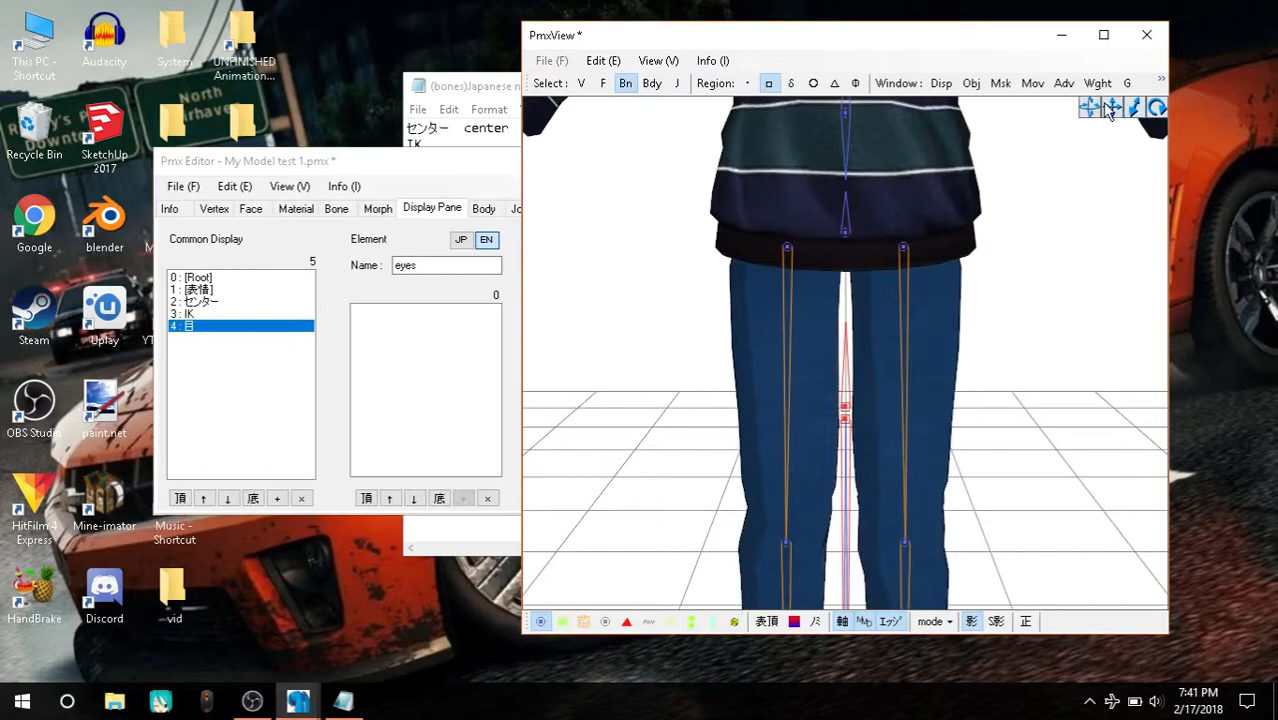 This PC - Shortcut
Audacity
System
UNFINISHED Animation...
North
Recycle Bin
SketchUp 2017
Google
blender
Steam
Uplay
OBS Studio
paint.net
HitFilm 4 Express
Mine-imator
Music - Shortcut
HandBrake
Discord
vid
(bones)Japanese n
File Edit Format
センター center
IK
Pmx Editor - My Model test 1.pmx *
File (F) Edit (E) View (V) Info (I)
Info Vertex Face Material Bone Morph Display Pane Body Jo
Common Display
5
0 : [Root]
1 : [表情]
2 : センター
3 : IK
4 : 目
頂 ↑ ↓ 底 + ×
Element JP EN
Name : eyes
0
頂 ↑ ↓ 底 + ×
PmxView *
File (F) Edit (E) View (V) Info (I)
Select : V F Bn Bdy J Region: Window : Disp Obj Msk Mov Adv Wght G
表頂 軸 エッジ mode 影 S影 正
7:41 PM
2/17/2018